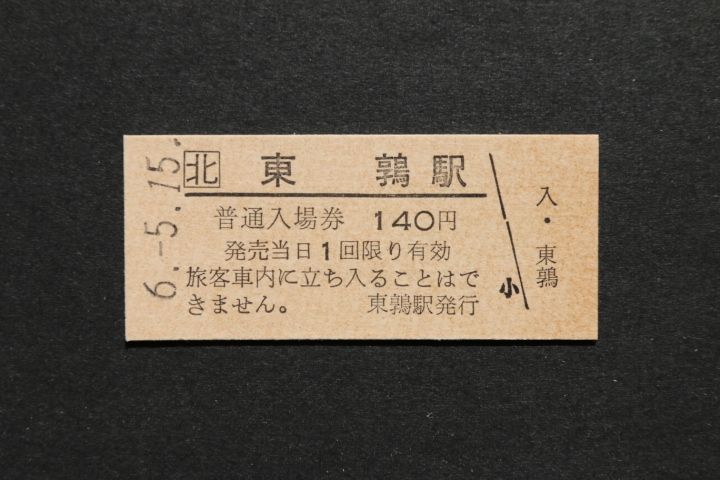 6.-5.15.
北 東鶉駅
普通入場券 140円
発売当日1回限り有効
旅客車内に立ち入ることはで
きません。 東鶉駅発行
小
入・東鶉